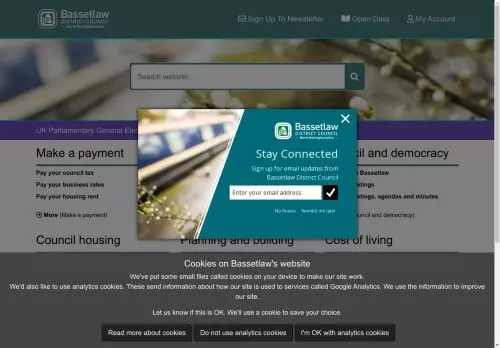 Bassetlaw
DISTRICT COUNCIL
North Nottinghamshire
Sign Up To Newsletter
Open Data
My Account
Search website...
UK Parliamentary General Elec
Bassetlaw
DISTRICT COUNCIL
North Nottinghamshire
Stay Connected
Sign up for email updates from
Bassetlaw District Council
Enter your email address
No thanks
Remind me later
Make a payment
Pay your council tax
Pay your business rates
Pay your housing rent
More (Make a payment)
cil and democracy
Bassetlaw
etings
etings, agendas and minutes
ouncil and democracy)
Council housing
Planning and building
Cost of living
Cookies on Bassetlaw's website
We've put some small files called cookies on your device to make our site work.
We'd also like to use analytics cookies. These send information about how our site is used to services called Google Analytics. We use the information to improve
our site.
Let us know if this is OK. We'll use a cookie to save your choice.
Read more about cookies
Do not use analytics cookies
I'm OK with analytics cookies